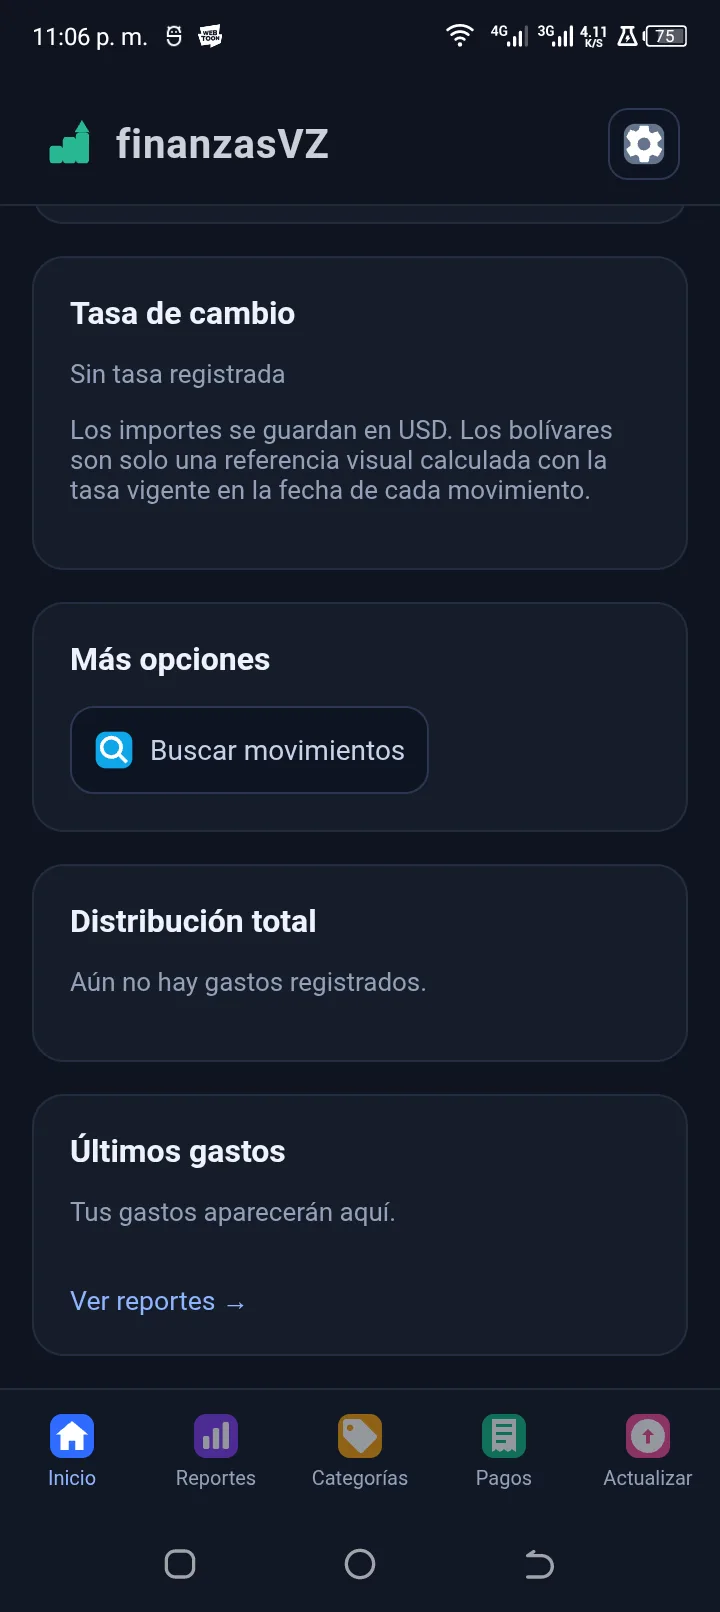 11:06 p. m.
WEB
TOON
4G
3G
4.11
K/S
75
finanzasVZ
Tasa de cambio
Sin tasa registrada
Los importes se guardan en USD. Los bolívares
son solo una referencia visual calculada con la
tasa vigente en la fecha de cada movimiento.
Más opciones
Buscar movimientos
Distribución total
Aún no hay gastos registrados.
Últimos gastos
Tus gastos aparecerán aquí.
Ver reportes →
Inicio
Reportes
Categorías
Pagos
Actualizar